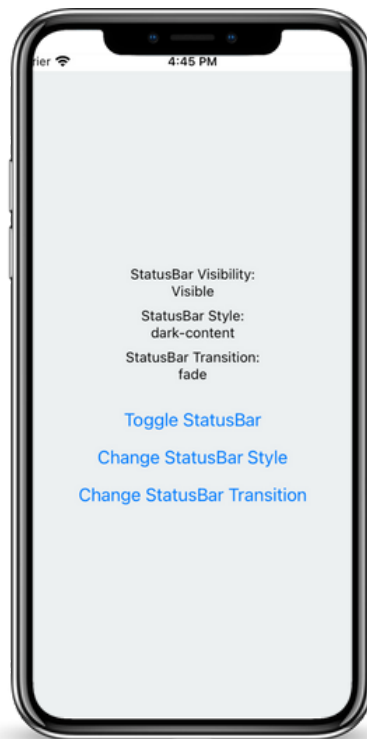 rier
4:45 PM
StatusBar Visibility:
Visible
StatusBar Style:
dark-content
StatusBar Transition:
fade
Toggle StatusBar
Change StatusBar Style
Change StatusBar Transition